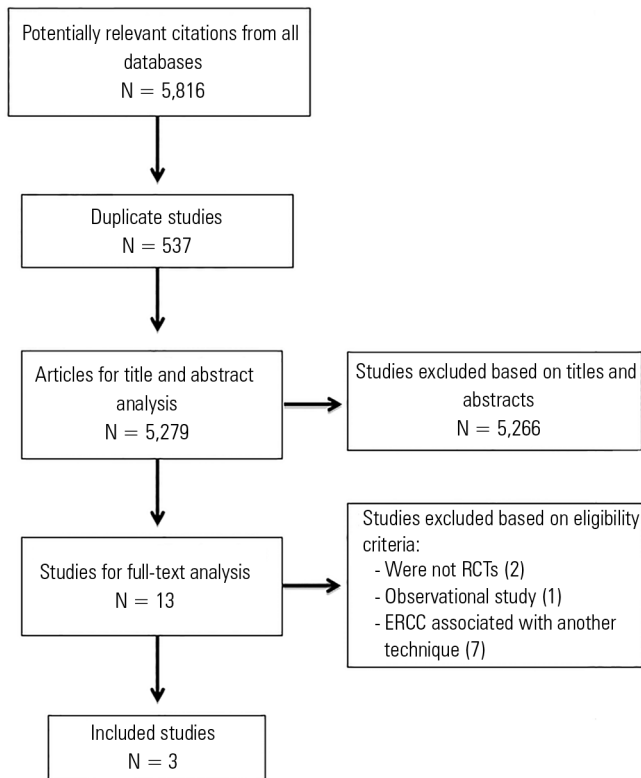 Potentially relevant citations from all
databases
N = 5,816
Duplicate studies
N = 537
Articles for title and abstract
analysis
N = 5,279
Studies excluded based on titles and
abstracts
N = 5,266
Studies for full-text analysis
N = 13
Studies excluded based on eligibility
criteria:
- Were not RCTs (2)
- Observational study (1)
- ERCC associated with another
technique (7)
Included studies
N = 3